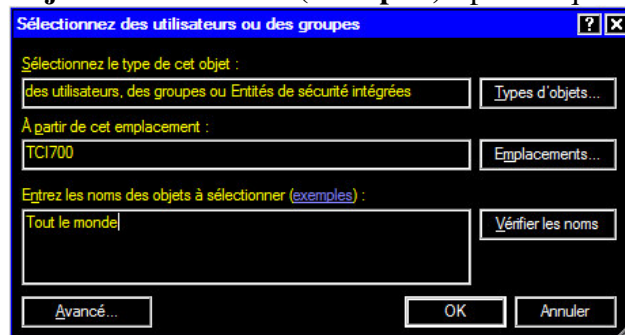 Sélectionnez des utilisateurs ou des groupes
Sélectionnez le type de cet objet :
des utilisateurs, des groupes ou Entités de sécurité intégrées
Types d'objets...
À partir de cet emplacement :
TCI700
Emplacements...
Entrez les noms des objets à sélectionner (exemples) :
Tout le monde
Vérifier les noms
Avancé...
OK
Annuler